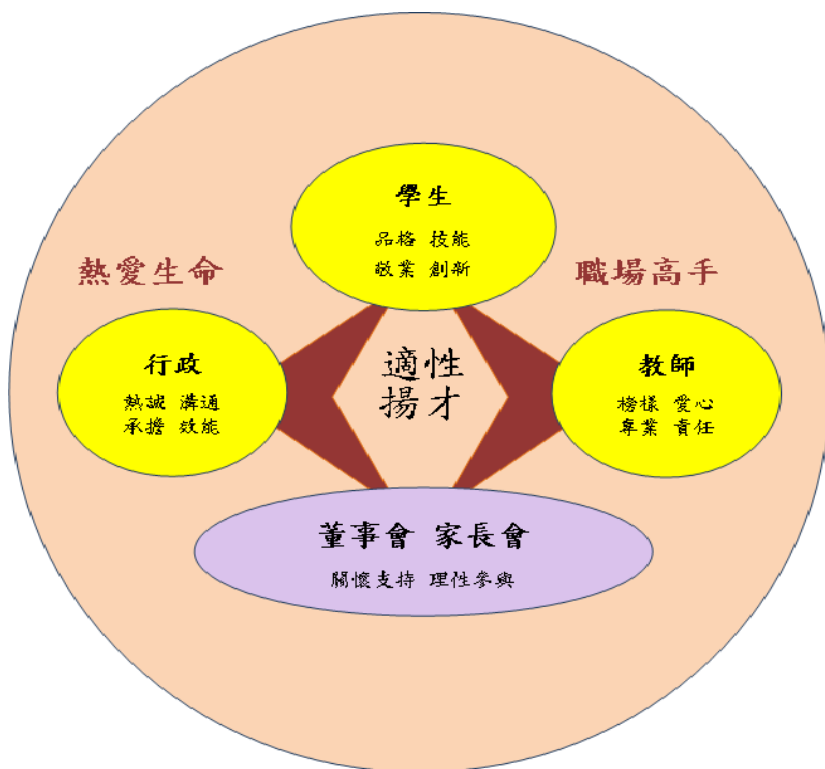 學生
品格 技能
敬業 創新
熱愛生命
職場高手
行政
熱誠 溝通
承擔 效能
適性
揚才
教師
榜樣 愛心
專業 責任
董事會 家長會
關懷支持 理性參與